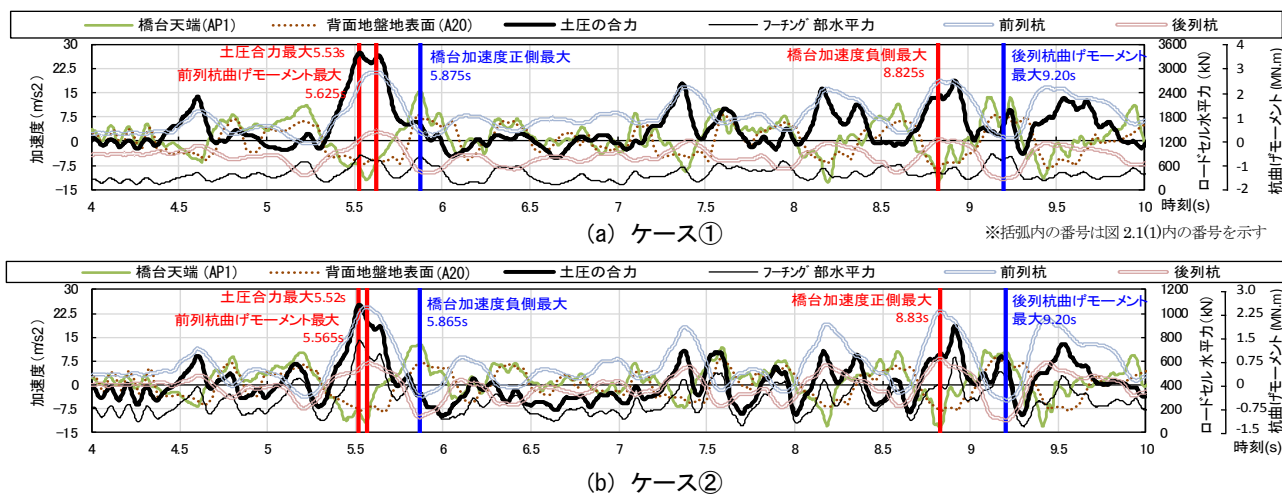 橋台天端(AP1) 背面地盤地表面(A20) 土圧の合力 フーチング部水平力 前列杭 後列杭
30 3600 4
22.5 3000 3
15 2400 2
7.5 1800 1
0 1200 0
-7.5 600 -1
-15 0 -2
加速度(m/s2)
ロードセル水平力(kN)
杭曲げモーメント(MN.m)
土圧合力最大5.53s
前列杭曲げモーメント最大
5.625s
橋台加速度正側最大
5.875s
橋台加速度負側最大
8.825s
後列杭曲げモーメント
最大9.20s
4 4.5 5 5.5 6 6.5 7 7.5 8 8.5 9 9.5 10 時刻(s)
(a) ケース①
※括弧内の番号は図 2.1(1)内の番号を示す
橋台天端(AP1) 背面地盤地表面(A20) 土圧の合力 フーチング部水平力 前列杭 後列杭
30 1200 3.0
22.5 1000 2.25
15 800 1.5
7.5 600 0.75
0 400 0
-7.5 200 -0.75
-15 0 -1.5
加速度(m/s2)
ロードセル水平力(kN)
杭曲げモーメント(MN.m)
土圧合力最大5.52s
前列杭曲げモーメント最大
5.565s
橋台加速度負側最大
5.865s
橋台加速度正側最大
8.83s
後列杭曲げモーメント
最大9.20s
4 4.5 5 5.5 6 6.5 7 7.5 8 8.5 9 9.5 10 時刻(s)
(b) ケース②